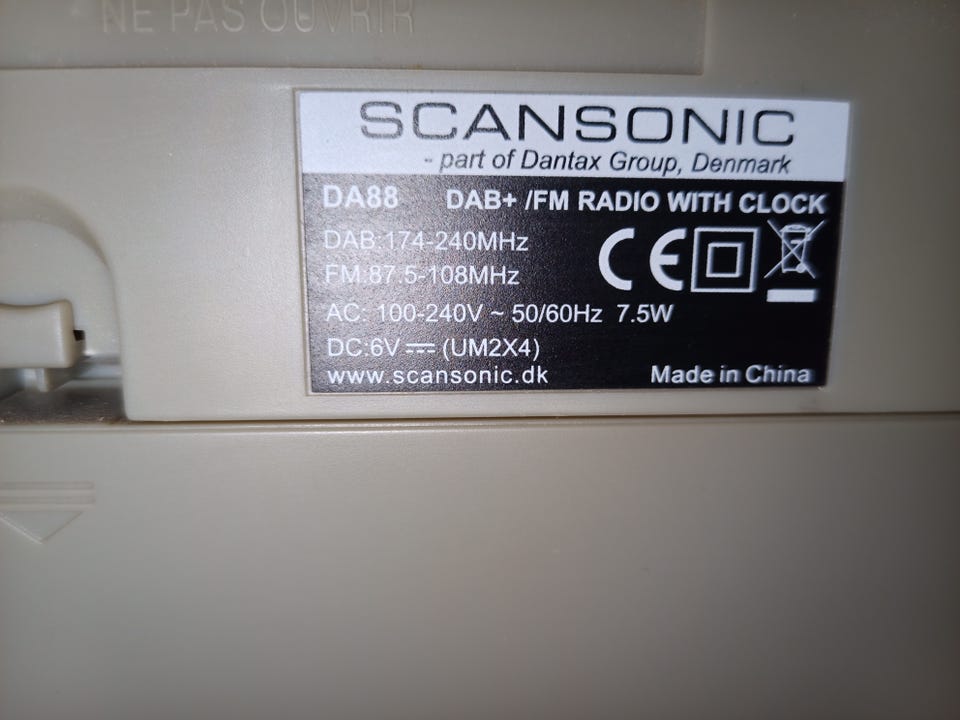 NE PAS OUVRIR
SCANSONIC
- part of Dantax Group, Denmark
DA88 DAB+ /FM RADIO WITH CLOCK
DAB:174-240MHz
FM:87.5-108MHz
CE
AC: 100-240V ~ 50/60Hz 7.5W
DC:6V⎓ (UM2X4)
www.scansonic.dk Made in China